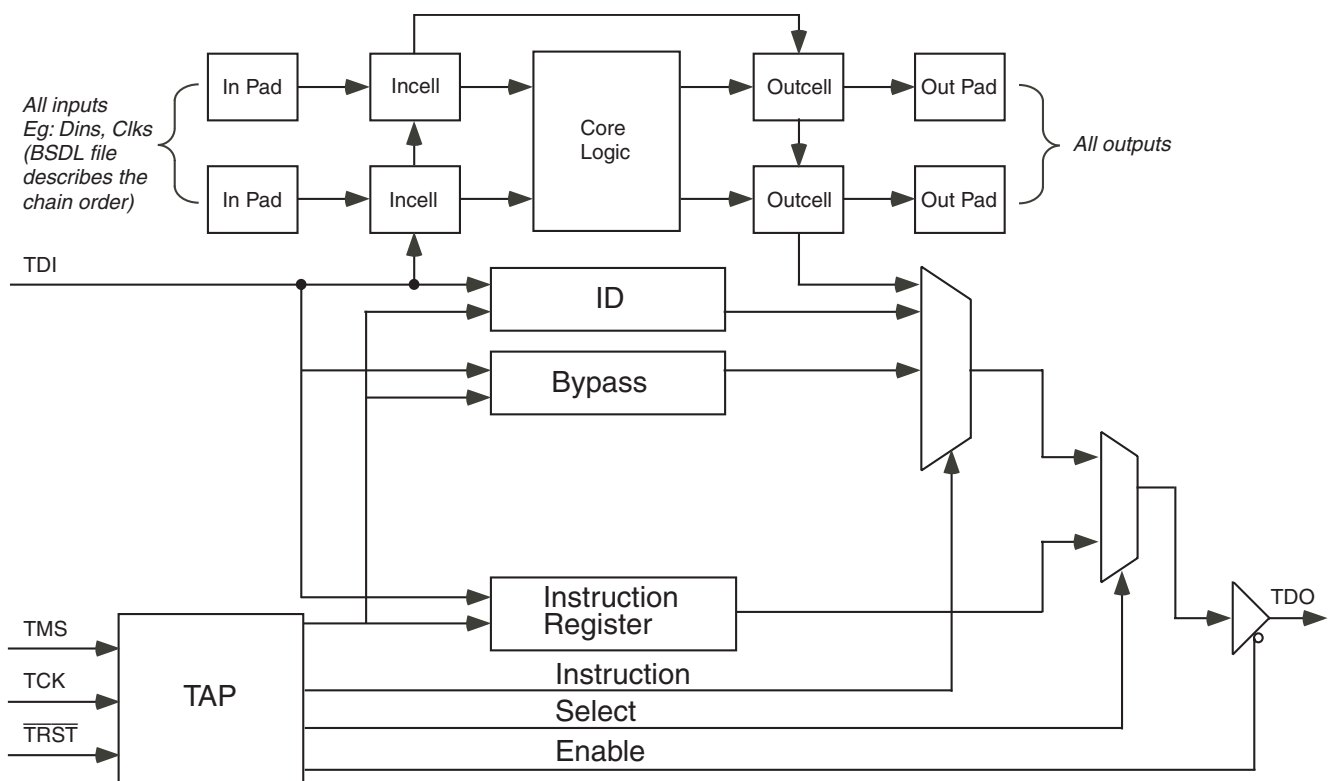 All inputs
Eg: Dins, Clks
(BSDL file
describes the
chain order)
In Pad
Incell
Core
Logic
Outcell
Out Pad
In Pad
Incell
Outcell
Out Pad
All outputs
TDI
ID
Bypass
Instruction
Register
TMS
TCK
TRST
TAP
Instruction
Select
Enable
TDO